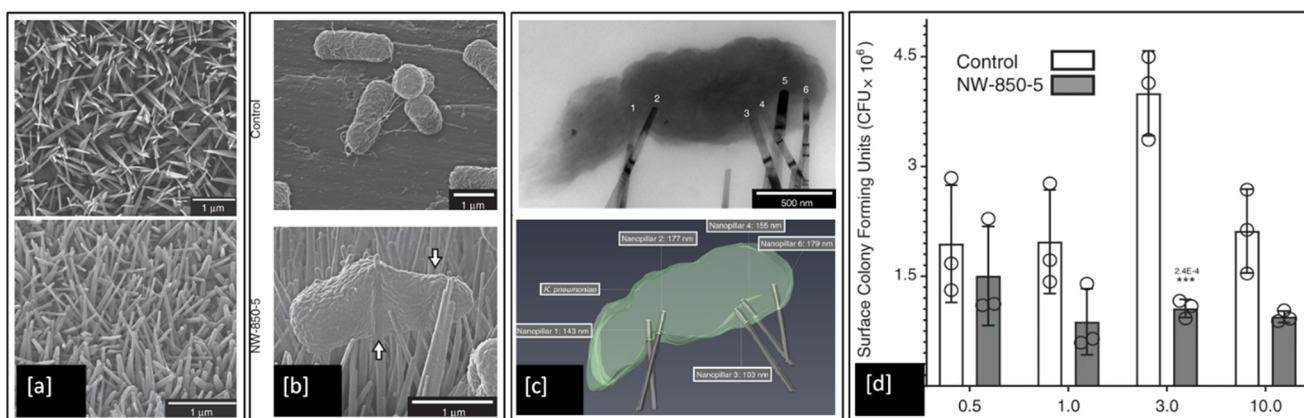 1 μm
1 μm
[a]
Control
NW-850-5
1 μm
1 μm
[b]
1
2
3
4
5
6
500 nm
Nanopillar 2: 177 nm
Nanopillar 4: 155 nm
Nanopillar 6: 179 nm
K. pneumoniae
Nanopillar 1: 143 nm
Nanopillar 3: 103 nm
[c]
Surface Colony Forming Units (CFU × 10⁶)
4.5
3
1.5
Control
NW-850-5
2.4E-4
***
0.5
1.0
3.0
10.0
[d]